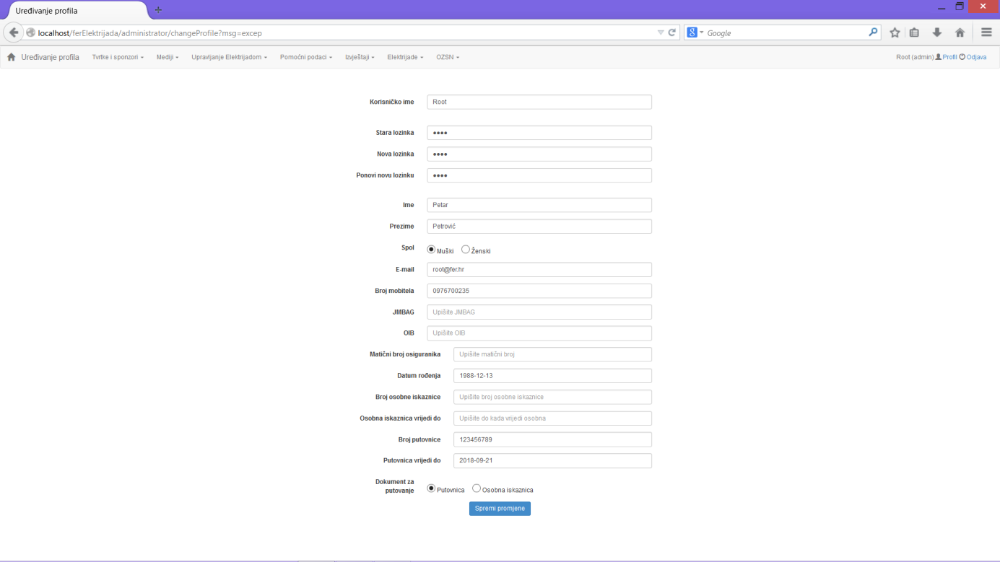 Uređivanje profila
localhost/ferElektrijada/administrator/changeProfile?msg=excep
Google
Uređivanje profila Tvrtke i sponzori Mediji Upravljanje Elektrijadom Pomoćni podaci Izvještaji Elektrijade OZSN Root (admin) Profil Odjava
Korisničko ime Root
Stara lozinka ••••
Nova lozinka ••••
Ponovi novu lozinku ••••
Ime Petar
Prezime Petrović
Spol Muški Ženski
E-mail root@fer.hr
Broj mobitela 0976700235
JMBAG Upišite JMBAG
OIB Upišite OIB
Matični broj osiguranika Upišite matični broj
Datum rođenja 1988-12-13
Broj osobne iskaznice Upišite broj osobne iskaznice
Osobna iskaznica vrijedi do Upišite do kada vrijedi osobna
Broj putovnice 123456789
Putovnica vrijedi do 2018-09-21
Dokument za
putovanje Putovnica Osobna iskaznica
Spremi promjene